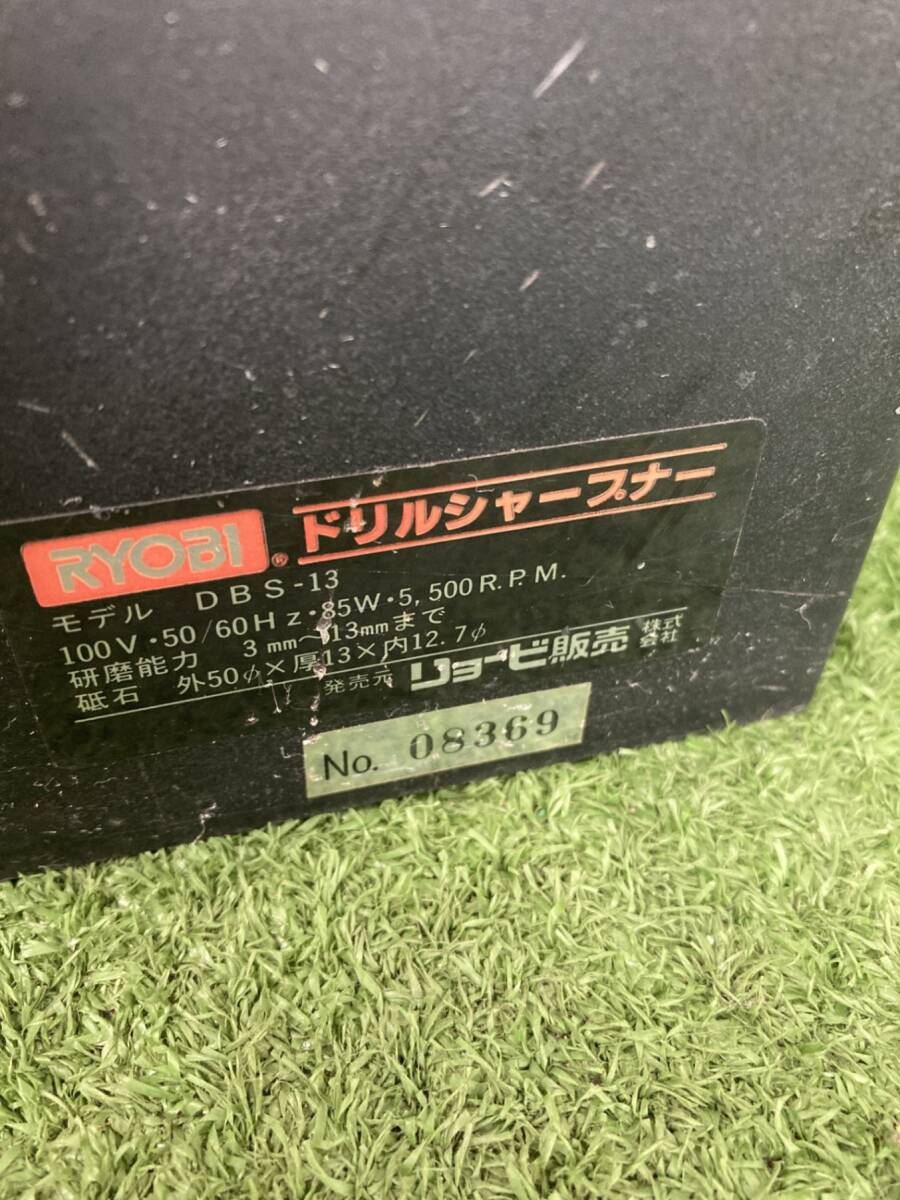 RYOBI® ドリルシャープナー
モデル DBS-13
100V・50/60Hz・85W・5,500R.P.M.
研磨能力 3mm〜13mmまで
砥石 外50φ×厚13×内12.7φ
発売元 リョービ販売株式会社
No. 08369